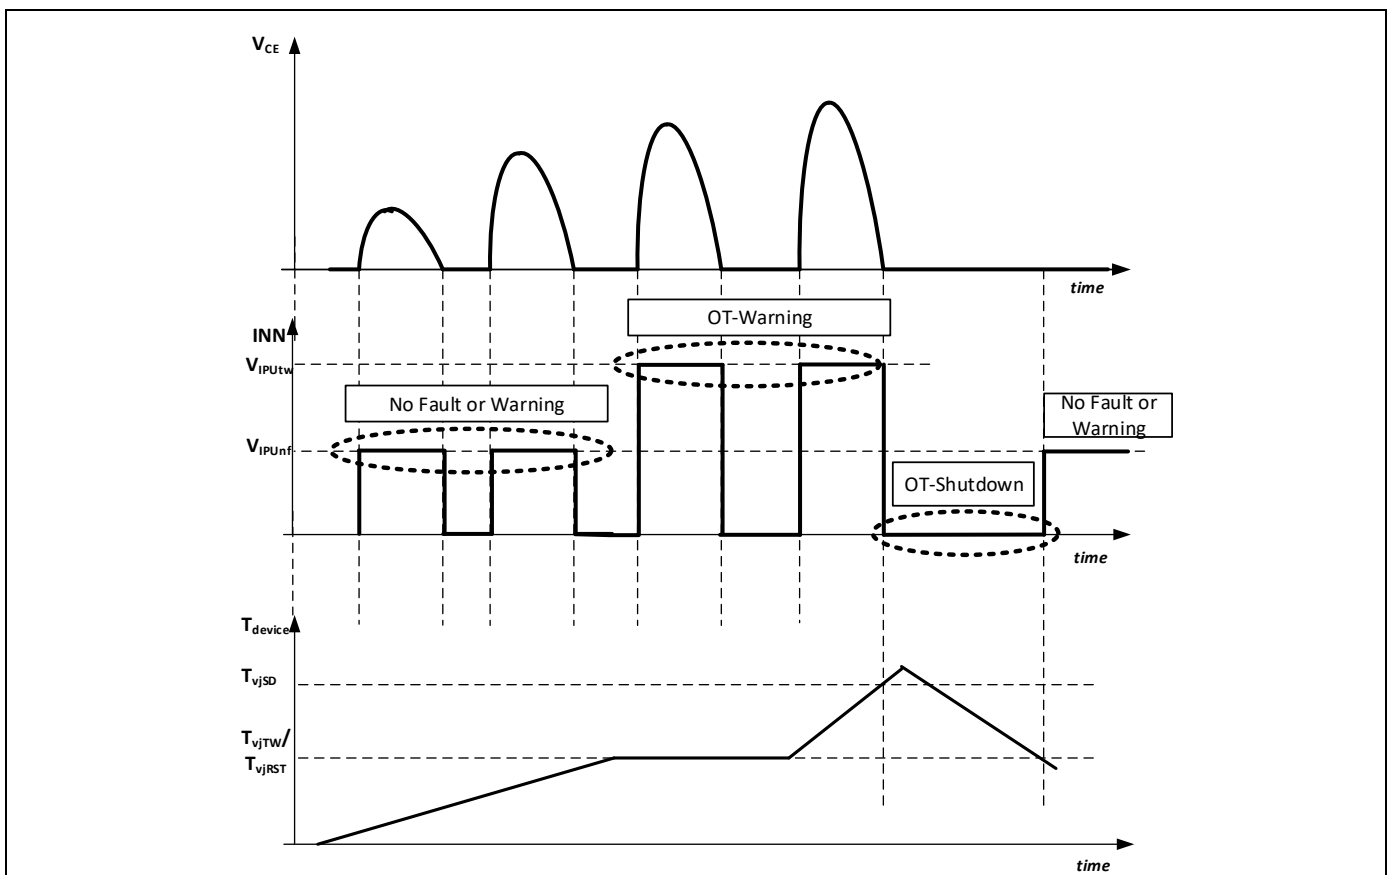 VCE
time
OT-Warning
INN
VIPUtw
No Fault or Warning
No Fault or
Warning
VIPUnf
OT-Shutdown
time
Tdevice
TvjSD
TvjTW/
TvjRST
time